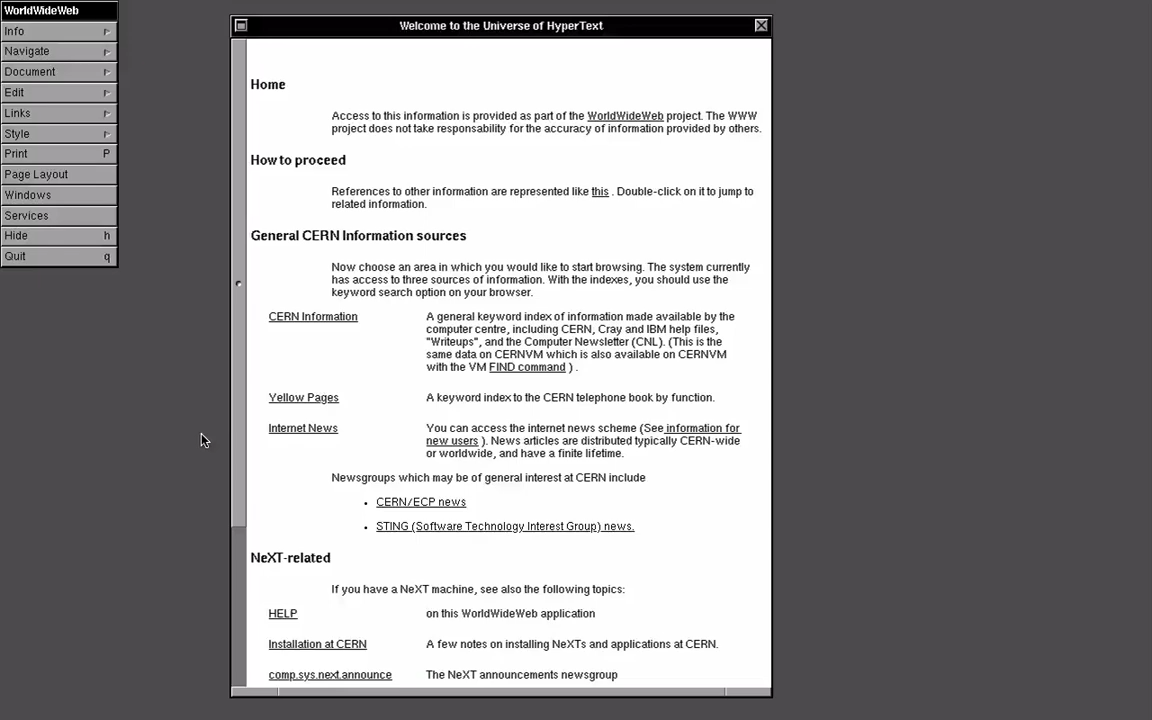 WorldWideWeb
Info
Navigate
Document
Edit
Links
Style
Print P
Page Layout
Windows
Services
Hide h
Quit q
Welcome to the Universe of HyperText
Home
Access to this information is provided as part of the WorldWideWeb project. The WWW
project does not take responsability for the accuracy of information provided by others.
How to proceed
References to other information are represented like this . Double-click on it to jump to
related information.
General CERN Information sources
Now choose an area in which you would like to start browsing. The system currently
has access to three sources of information. With the indexes, you should use the
keyword search option on your browser.
CERN Information A general keyword index of information made available by the
computer centre, including CERN, Cray and IBM help files,
"Writeups", and the Computer Newsletter (CNL). (This is the
same data on CERNVM which is also available on CERNVM
with the VM FIND command ) .
Yellow Pages A keyword index to the CERN telephone book by function.
Internet News You can access the internet news scheme (See information for
new users ). News articles are distributed typically CERN-wide
or worldwide, and have a finite lifetime.
Newsgroups which may be of general interest at CERN include
• CERN/ECP news
• STING (Software Technology Interest Group) news.
NeXT-related
If you have a NeXT machine, see also the following topics:
HELP on this WorldWideWeb application
Installation at CERN A few notes on installing NeXTs and applications at CERN.
comp.sys.next.announce The NeXT announcements newsgroup